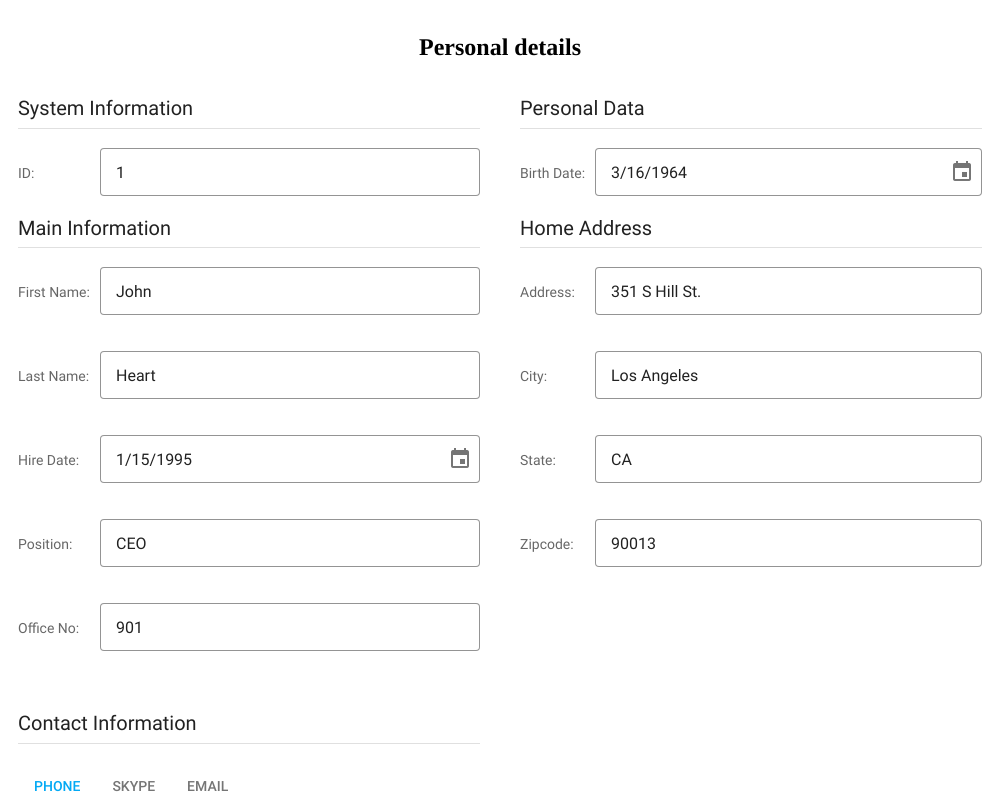 Personal details
System Information
ID: 1
Main Information
First Name: John
Last Name: Heart
Hire Date: 1/15/1995
Position: CEO
Office No: 901
Contact Information
PHONE SKYPE EMAIL
Personal Data
Birth Date: 3/16/1964
Home Address
Address: 351 S Hill St.
City: Los Angeles
State: CA
Zipcode: 90013